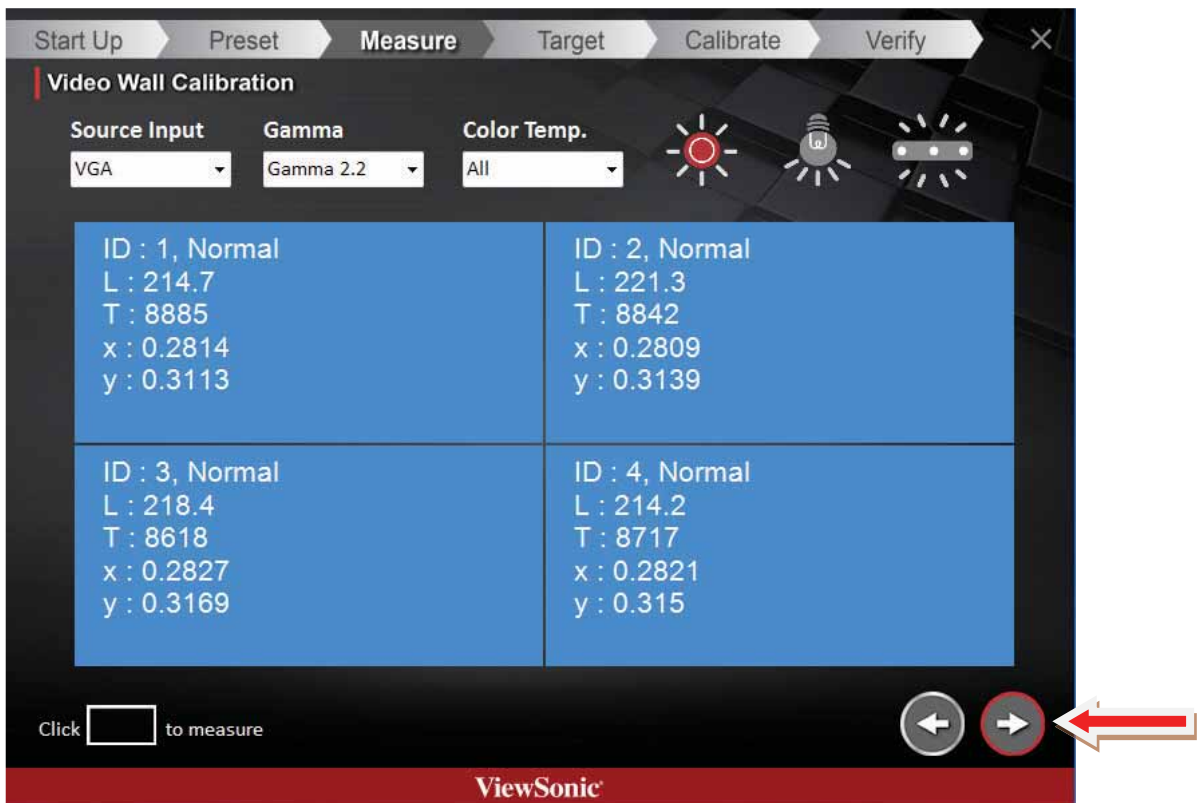 Start Up Preset Measure Target Calibrate Verify
Video Wall Calibration
Source Input Gamma Color Temp.
VGA Gamma 2.2 All
ID : 1, Normal
L : 214.7
T : 8885
x : 0.2814
y : 0.3113
ID : 2, Normal
L : 221.3
T : 8842
x : 0.2809
y : 0.3139
ID : 3, Normal
L : 218.4
T : 8618
x : 0.2827
y : 0.3169
ID : 4, Normal
L : 214.2
T : 8717
x : 0.2821
y : 0.315
Click to measure
ViewSonic